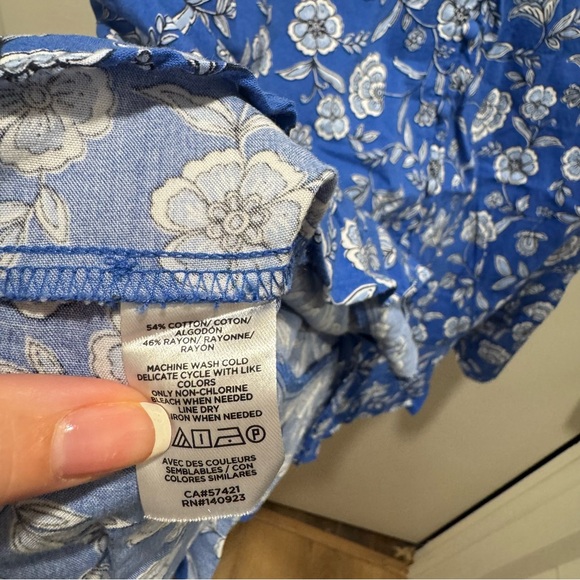 54% COTTON/ COTON/
ALGODÓN
46% RAYON/ RAYONNE/
RAYÓN
MACHINE WASH COLD
DELICATE CYCLE WITH LIKE
COLORS
ONLY NON-CHLORINE
BLEACH WHEN NEEDED
LINE DRY
IRON WHEN NEEDED
P
AVEC DES COULEURS
SEMBLABLES / CON
COLORES SIMILARES
CA#57421
RN#140923